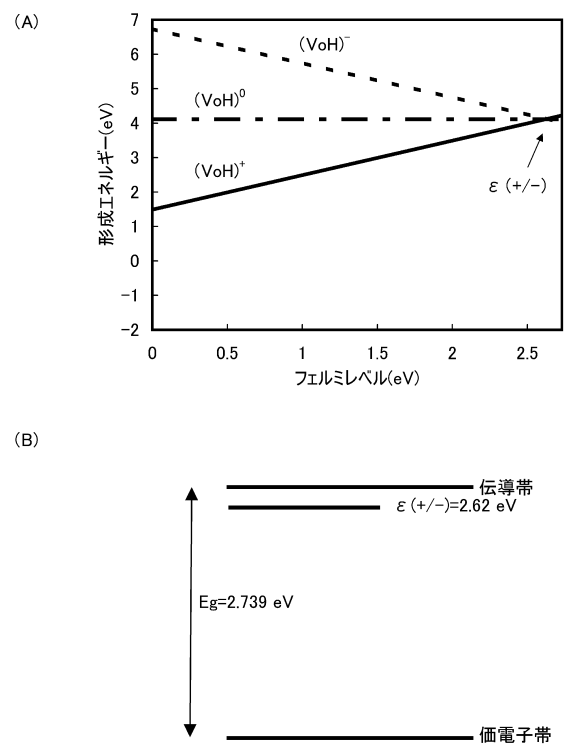 (A)
7
6
5
4
3
2
1
0
−1
−2
形成エネルギー(eV)
(VoH)⁻
(VoH)⁰
(VoH)⁺
ε (+/−)
0 0.5 1 1.5 2 2.5
フェルミレベル(eV)
(B)
伝導帯
ε (+/−)=2.62 eV
Eg=2.739 eV
価電子帯